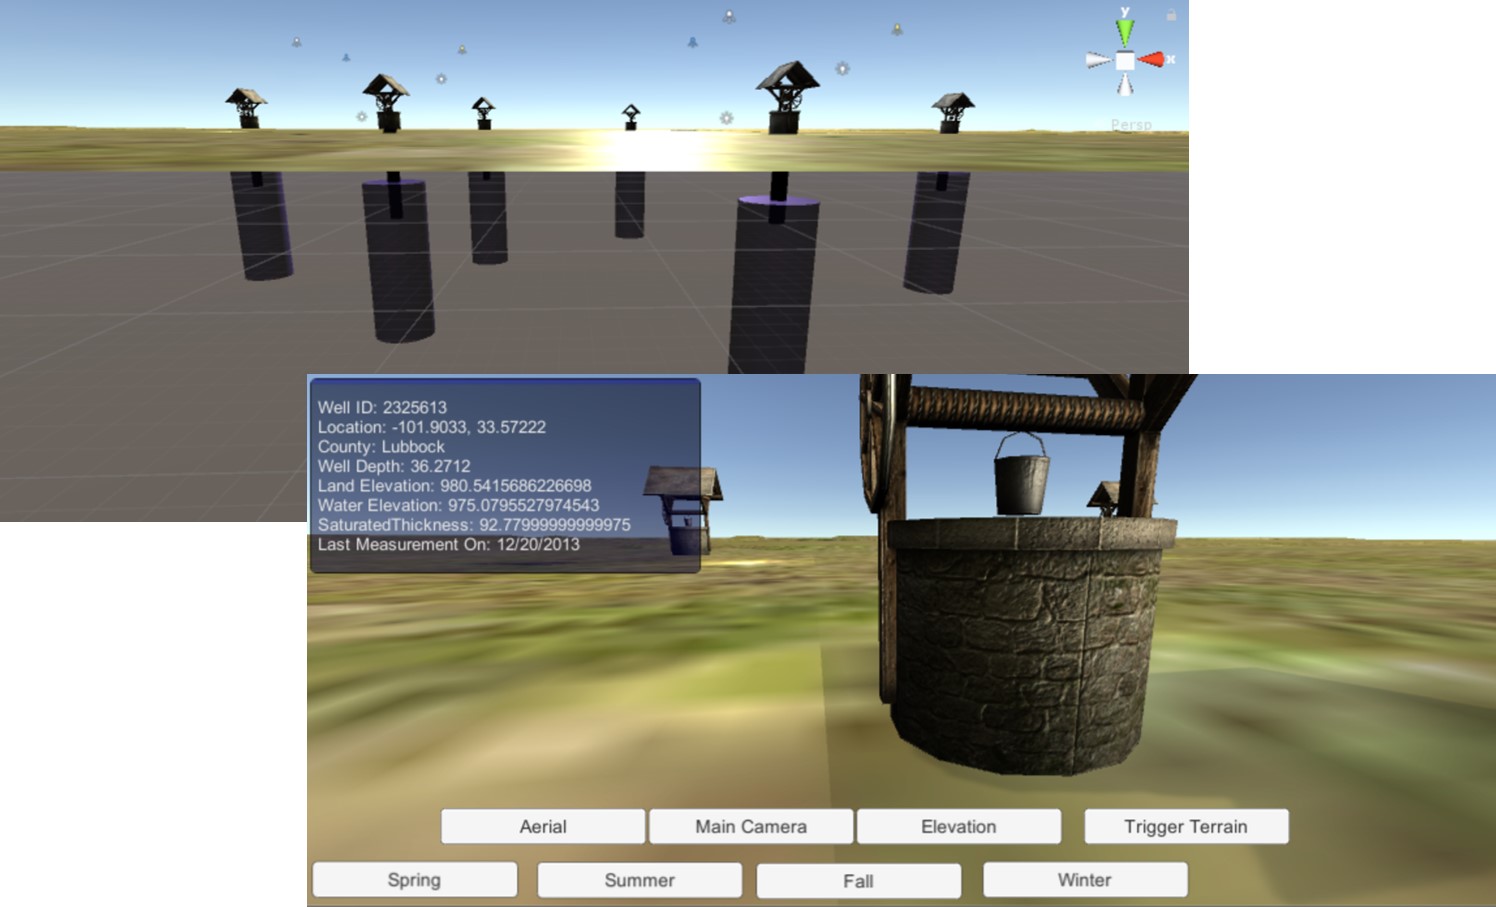 y
x
Persp
Well ID: 2325613
Location: -101.9033, 33.57222
County: Lubbock
Well Depth: 36.2712
Land Elevation: 980.5415686226698
Water Elevation: 975.0795527974543
SaturatedThickness: 92.77999999999975
Last Measurement On: 12/20/2013
Aerial
Main Camera
Elevation
Trigger Terrain
Spring
Summer
Fall
Winter